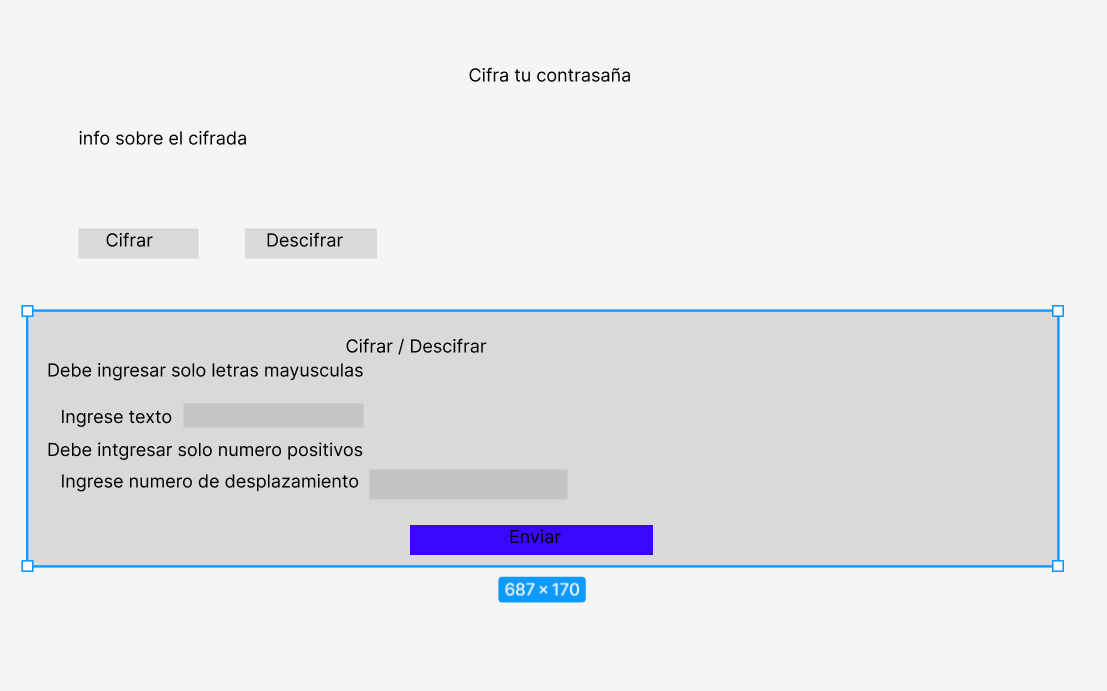 Cifra tu contrasaña
info sobre el cifrada
Cifrar
Descifrar
Cifrar / Descifrar
Debe ingresar solo letras mayusculas
Ingrese texto
Debe intgresar solo numero positivos
Ingrese numero de desplazamiento
Enviar
687 × 170